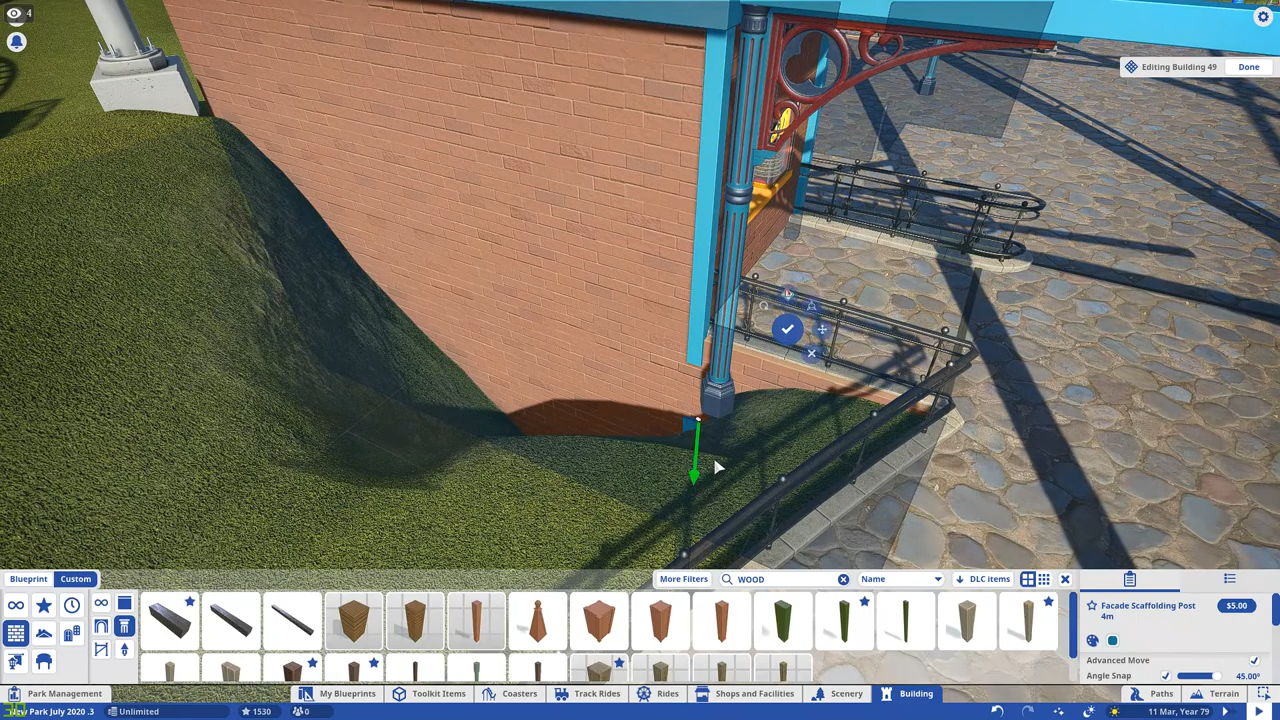 4
Editing Building 49
Done
Blueprint
Custom
More Filters
WOOD
Name
DLC items
Facade Scaffolding Post
4m
$5.00
Advanced Move
Angle Snap
45.00°
Park Management
My Blueprints
Toolkit Items
Coasters
Track Rides
Rides
Shops and Facilities
Scenery
Building
Paths
Terrain
New Park July 2020 .3
Unlimited
1530
0
11 Mar, Year 79